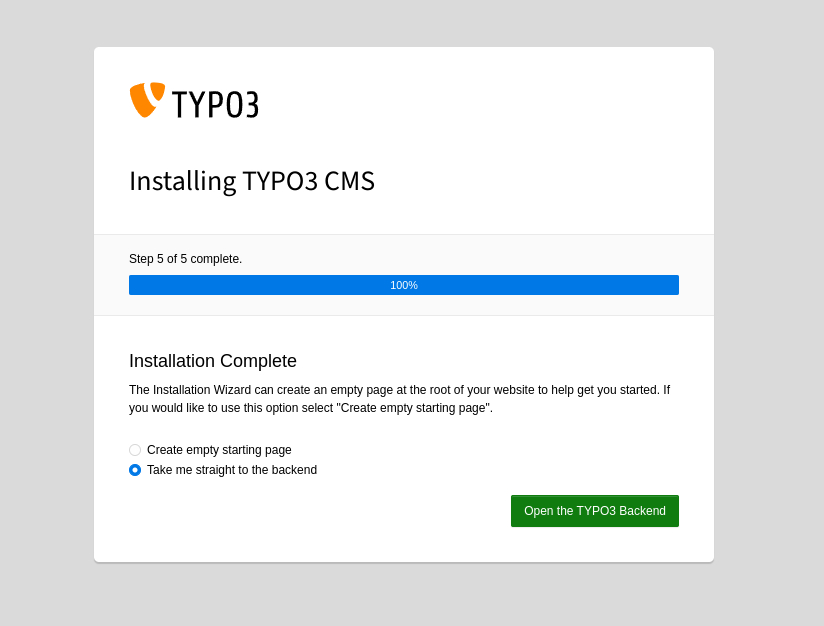 TYPO3
Installing TYPO3 CMS
Step 5 of 5 complete.
100%
Installation Complete
The Installation Wizard can create an empty page at the root of your website to help get you started. If
you would like to use this option select "Create empty starting page".
Create empty starting page
Take me straight to the backend
Open the TYPO3 Backend